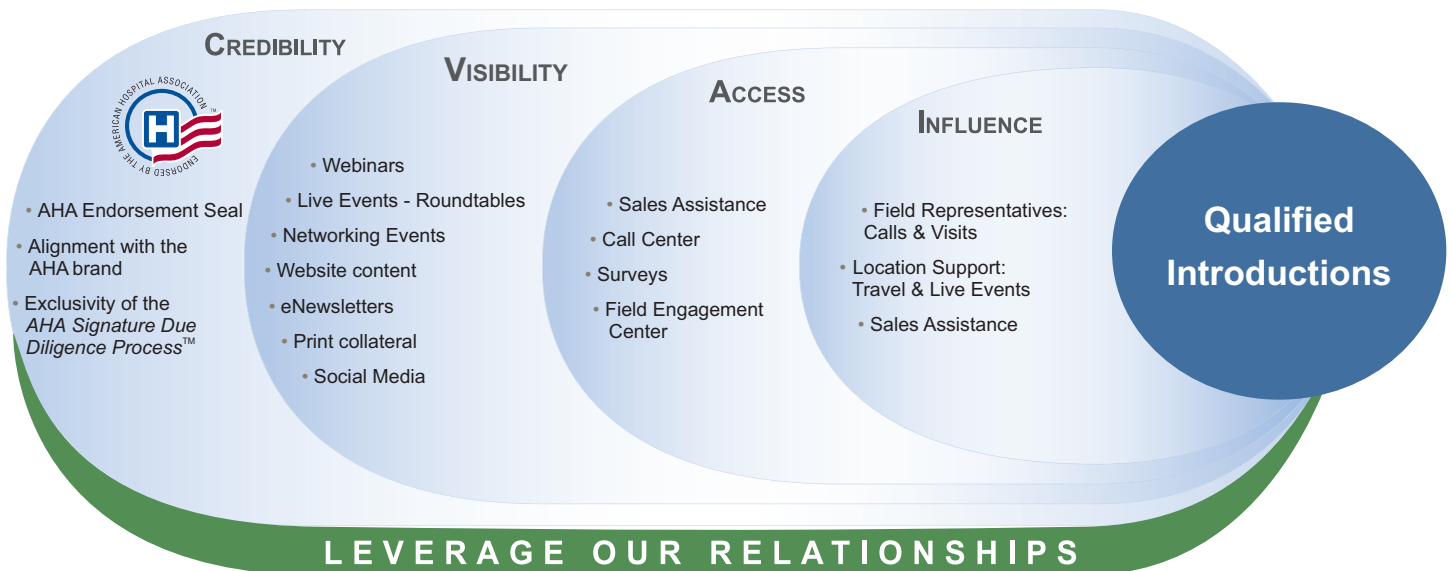 CREDIBILITY
ENDORSED BY THE AMERICAN HOSPITAL ASSOCIATION
H
™
• AHA Endorsement Seal
• Alignment with the
AHA brand
• Exclusivity of the
AHA Signature Due
Diligence Process™
VISIBILITY
• Webinars
• Live Events - Roundtables
• Networking Events
• Website content
• eNewsletters
• Print collateral
• Social Media
ACCESS
• Sales Assistance
• Call Center
• Surveys
• Field Engagement
Center
INFLUENCE
• Field Representatives:
Calls & Visits
• Location Support:
Travel & Live Events
• Sales Assistance
Qualified
Introductions
LEVERAGE OUR RELATIONSHIPS